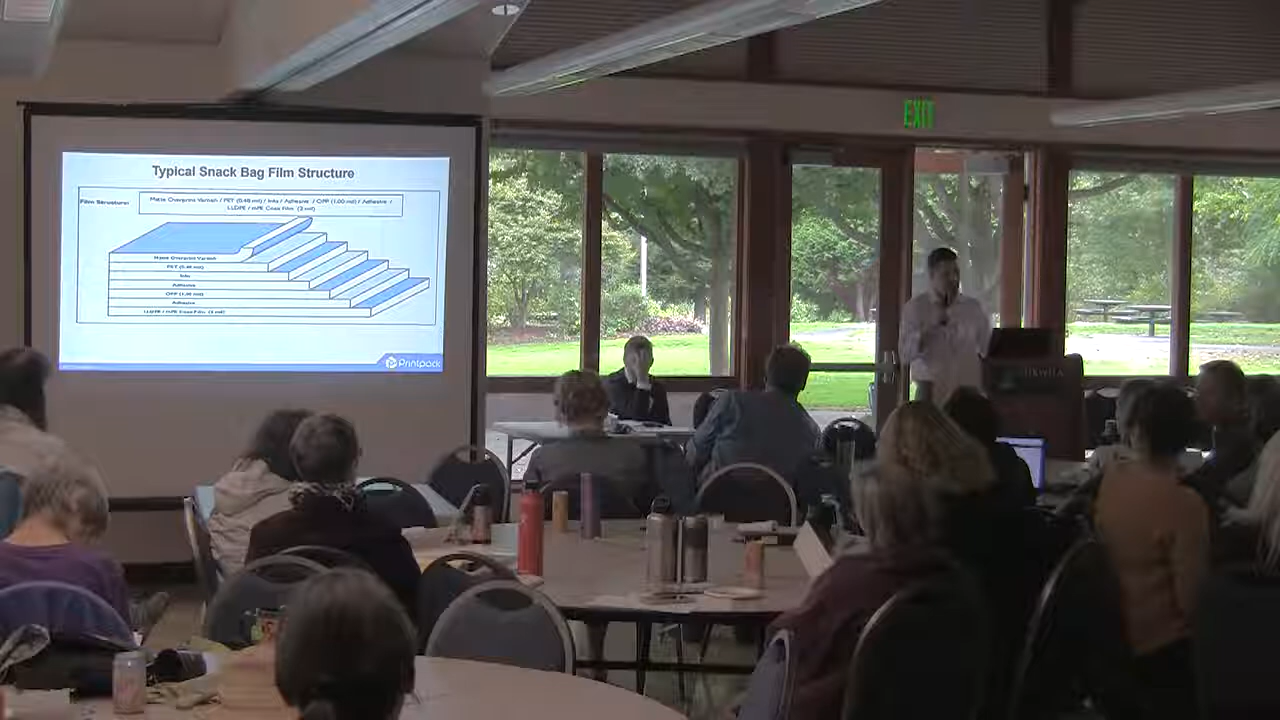 EXIT
Typical Snack Bag Film Structure
Film Structure:
Matte Overprint Varnish / PET (0.48 mil) / Inks / Adhesive / OPP (1.00 mil) / Adhesive /
LLDPE / mPE Coex Film (3 mil)
Matte Overprint Varnish
PET (0.48 mil)
Inks
Adhesive
OPP (1.00 mil)
Adhesive
LLDPE / mPE Coex Film (3 mil)
Printpack